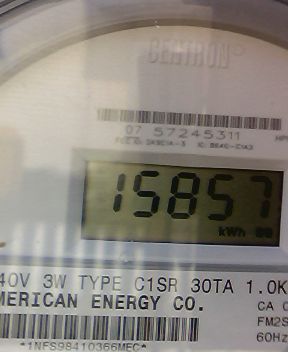 CENTRON
07 57245311
15857
kWh
40V 3W TYPE C1SR 30TA 1.0K
MERICAN ENERGY CO.
CA
FM2S
60Hz
*1NFS98410366MEC*